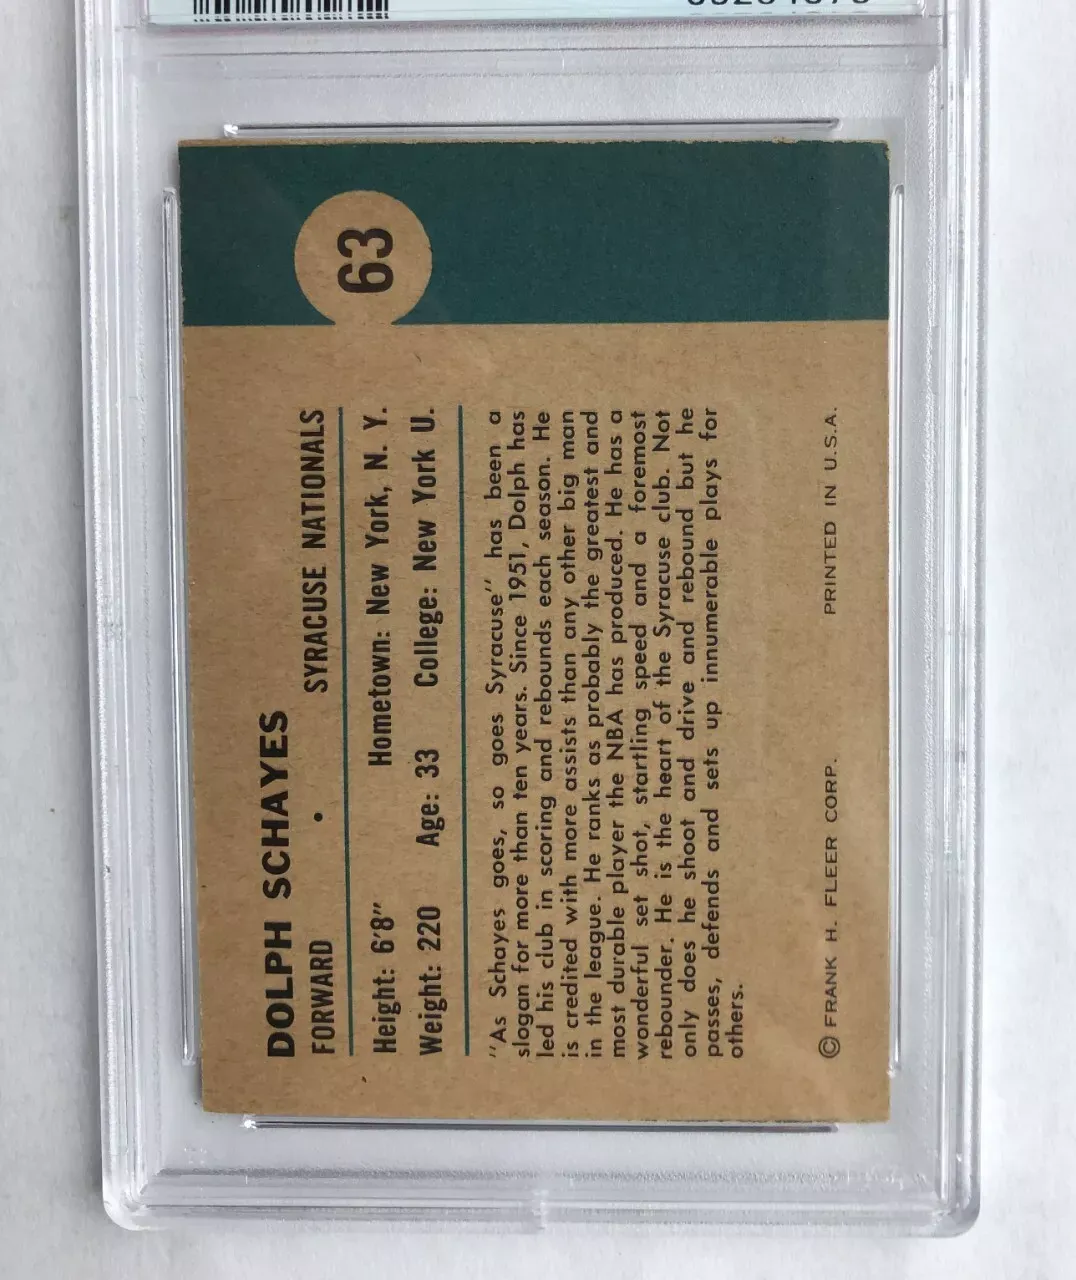 63
DOLPH SCHAYES
FORWARD • SYRACUSE NATIONALS
Height: 6'8" Hometown: New York, N. Y.
Weight: 220 Age: 33 College: New York U.
"As Schayes goes, so goes Syracuse" has been a
slogan for more than ten years. Since 1951, Dolph has
led his club in scoring and rebounds each season. He
is credited with more assists than any other big man
in the league. He ranks as probably the greatest and
most durable player the NBA has produced. He has a
wonderful set shot, startling speed and a foremost
rebounder. He is the heart of the Syracuse club. Not
only does he shoot and drive and rebound but he
passes, defends and sets up innumerable plays for
others.
© FRANK H. FLEER CORP. PRINTED IN U.S.A.